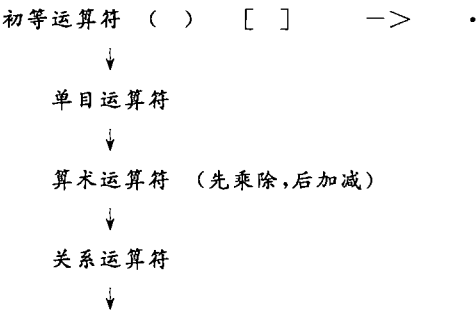 初等运算符 （ ） [ ] —> ·
↓
单目运算符
↓
算术运算符 （先乘除,后加减）
↓
关系运算符
↓